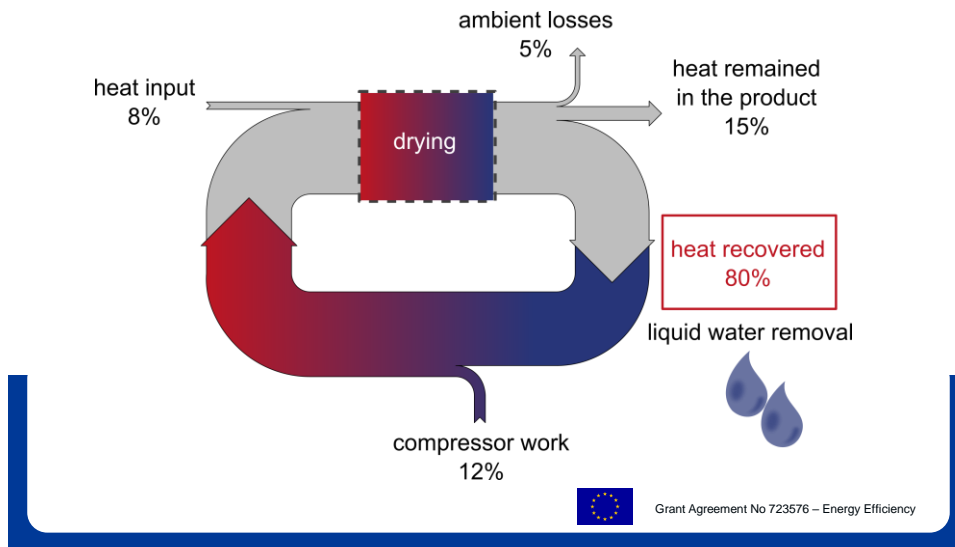 ambient losses
5%
heat input
8%
heat remained
in the product
15%
drying
heat recovered
80%
liquid water removal
compressor work
12%
Grant Agreement No 723576 – Energy Efficiency